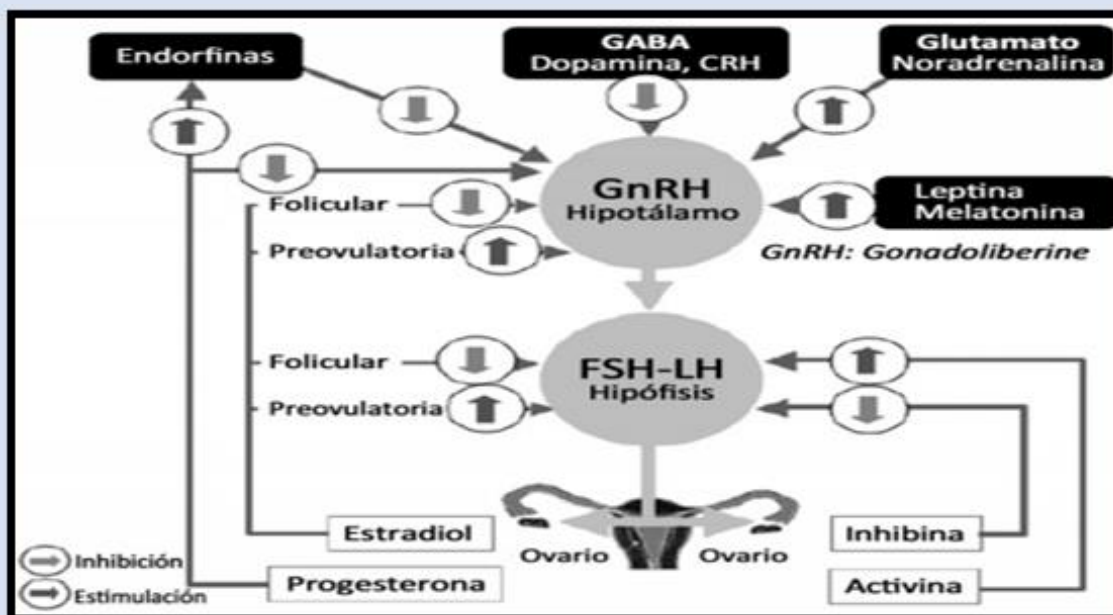 Endorfinas
GABA
Dopamina, CRH
Glutamato
Noradrenalina
GnRH
Hipotálamo
Leptina
Melatonina
GnRH: Gonadoliberine
Folicular
Preovulatoria
Folicular
Preovulatoria
FSH-LH
Hipófisis
Estradiol
Progesterona
Ovario
Ovario
Inhibina
Activina
Inhibición
Estimulación